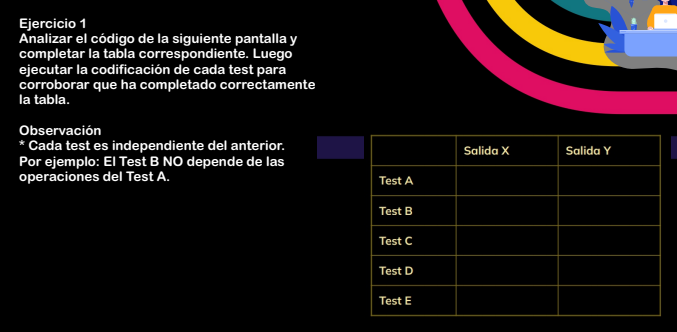 Ejercicio 1
Analizar el código de la siguiente pantalla y
completar la tabla correspondiente. Luego
ejecutar la codificación de cada test para
corroborar que ha completado correctamente
la tabla.
Observación
* Cada test es independiente del anterior.
Por ejemplo: El Test B NO depende de las
operaciones del Test A.
Salida X Salida Y
Test A
Test B
Test C
Test D
Test E